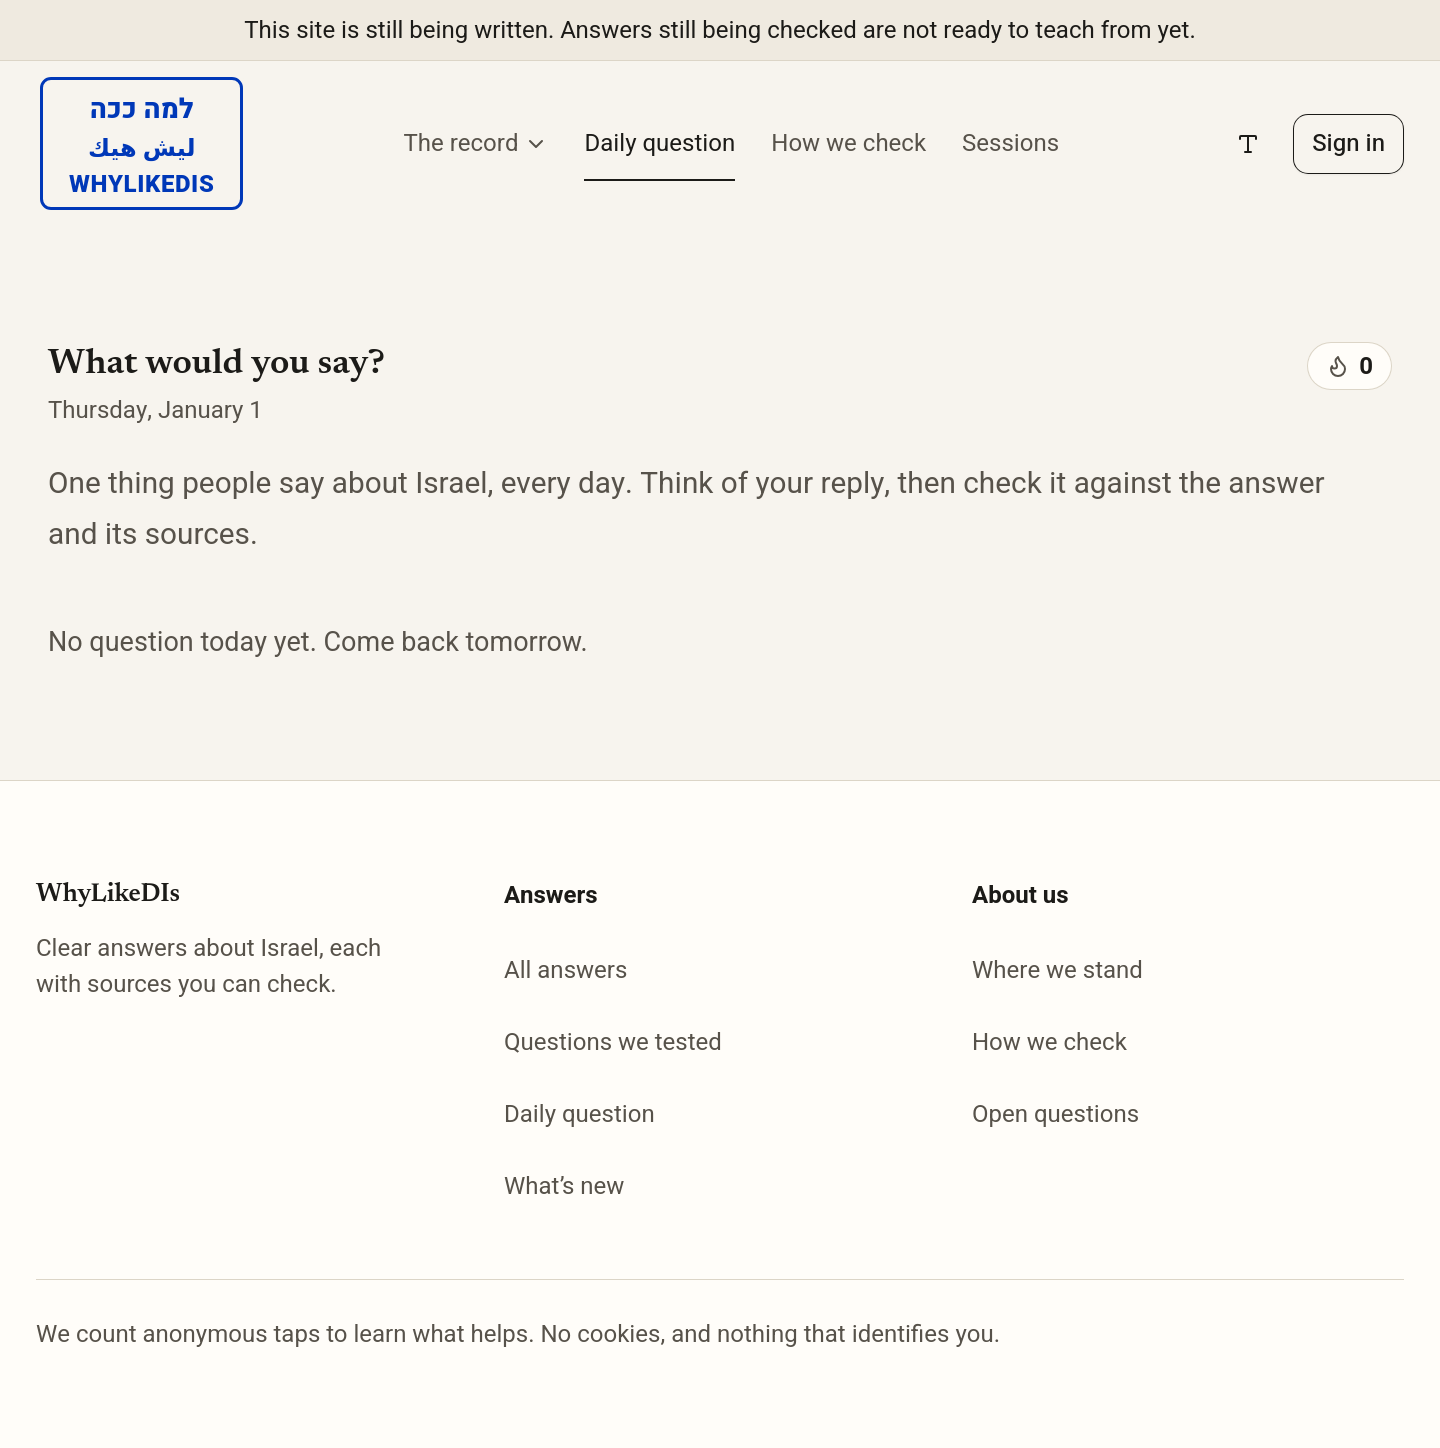 This site is still being written. Answers still being checked are not ready to teach from yet.
למה ככה
ليش هيك
WHYLIKEDIS
The record
Daily question
How we check
Sessions
Sign in
What would you say?
0
Thursday, January 1
One thing people say about Israel, every day. Think of your reply, then check it against the answer
and its sources.
No question today yet. Come back tomorrow.
WhyLikeDIs
Clear answers about Israel, each
with sources you can check.
Answers
All answers
Questions we tested
Daily question
What’s new
About us
Where we stand
How we check
Open questions
We count anonymous taps to learn what helps. No cookies, and nothing that identifies you.